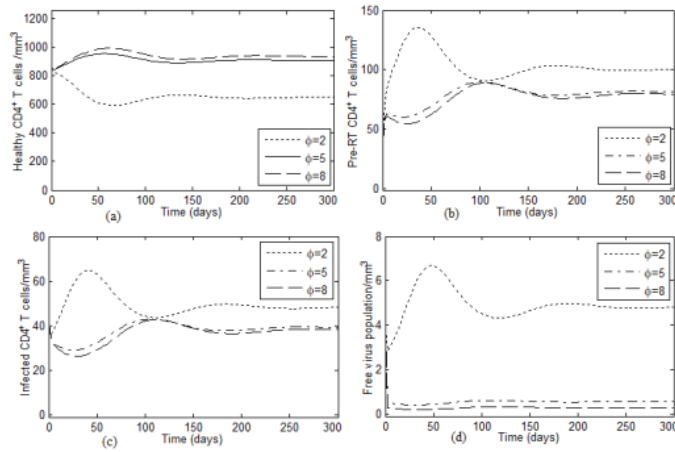 Healthy CD4⁺ T cells /mm³
1200
1000
800
600
400
200
0
0 50 100 150 200 250 300
Time (days)
(a)
ϕ=2
ϕ=5
ϕ=8
Pre-RT CD4⁺ T cells/mm³
150
100
50
0
0 50 100 150 200 250 300
Time (days)
(b)
ϕ=2
ϕ=5
ϕ=8
Infected CD4⁺ T cells/mm³
80
60
40
20
0
0 50 100 150 200 250 300
Time (days)
(c)
ϕ=2
ϕ=5
ϕ=8
Free virus population/mm³
8
6
4
2
0
0 50 100 150 200 250 300
Time (days)
(d)
ϕ=2
ϕ=5
ϕ=8